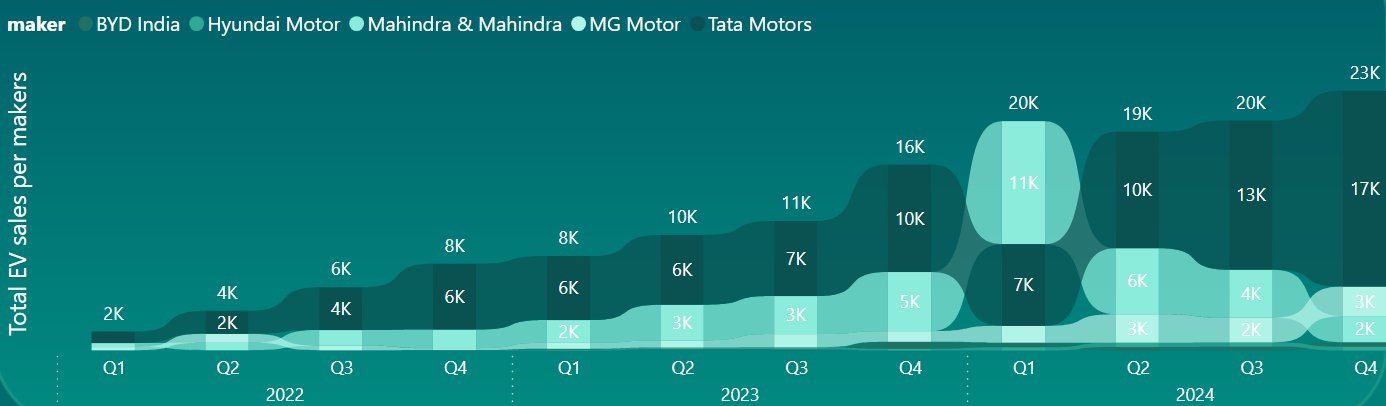 maker BYD India Hyundai Motor Mahindra & Mahindra MG Motor Tata Motors
Total EV sales per makers
2K 4K 6K 8K 8K 10K 11K 16K 20K 19K 20K 23K
2K 4K 6K 6K 6K 7K 10K 11K 10K 13K 17K
2K 3K 3K 5K 7K 6K 4K 3K
3K 2K 2K
Q1 Q2 Q3 Q4 Q1 Q2 Q3 Q4 Q1 Q2 Q3 Q4
2022 2023 2024